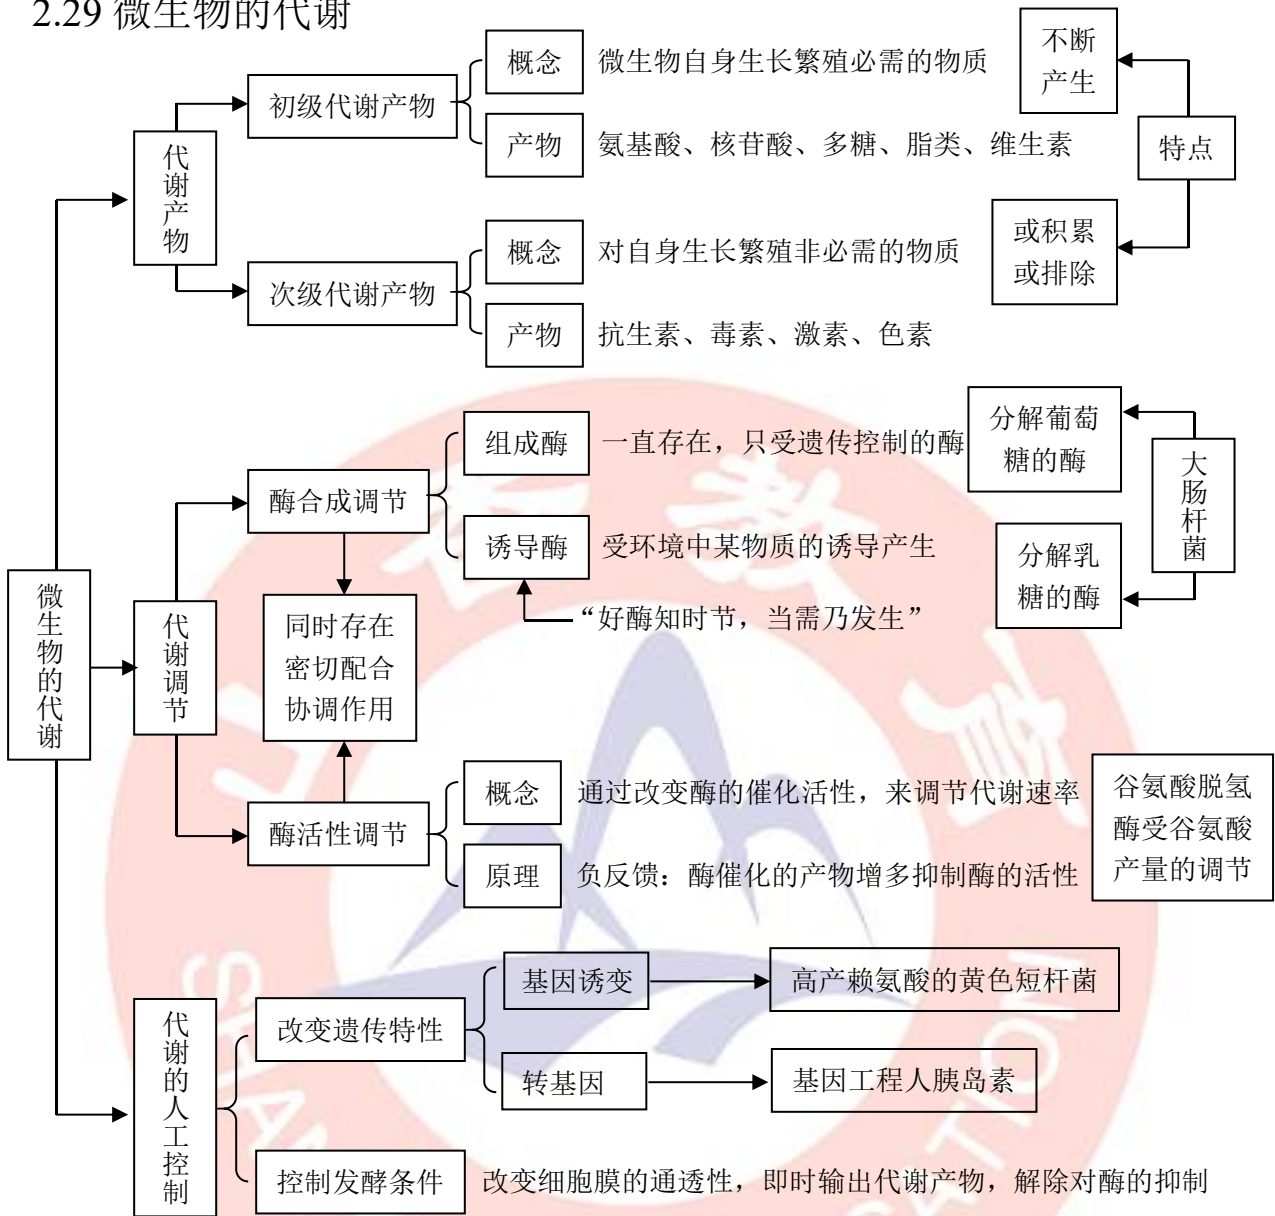 2.29 微生物的代谢
概念
微生物自身生长繁殖必需的物质
不断
产生
初级代谢产物
产物
氨基酸、核苷酸、多糖、脂类、维生素
特点
代谢产物
概念
对自身生长繁殖非必需的物质
或积累
或排除
次级代谢产物
产物
抗生素、毒素、激素、色素
组成酶
一直存在，只受遗传控制的酶
分解葡萄
糖的酶
大肠杆菌
酶合成调节
诱导酶
受环境中某物质的诱导产生
分解乳
糖的酶
“好酶知时节，当需乃发生”
微生物的代谢
代谢调节
同时存在
密切配合
协调作用
概念
通过改变酶的催化活性，来调节代谢速率
谷氨酸脱氢
酶受谷氨酸
产量的调节
酶活性调节
原理
负反馈：酶催化的产物增多抑制酶的活性
基因诱变
高产赖氨酸的黄色短杆菌
代谢的人工控制
改变遗传特性
转基因
基因工程人胰岛素
控制发酵条件
改变细胞膜的通透性，即时输出代谢产物，解除对酶的抑制